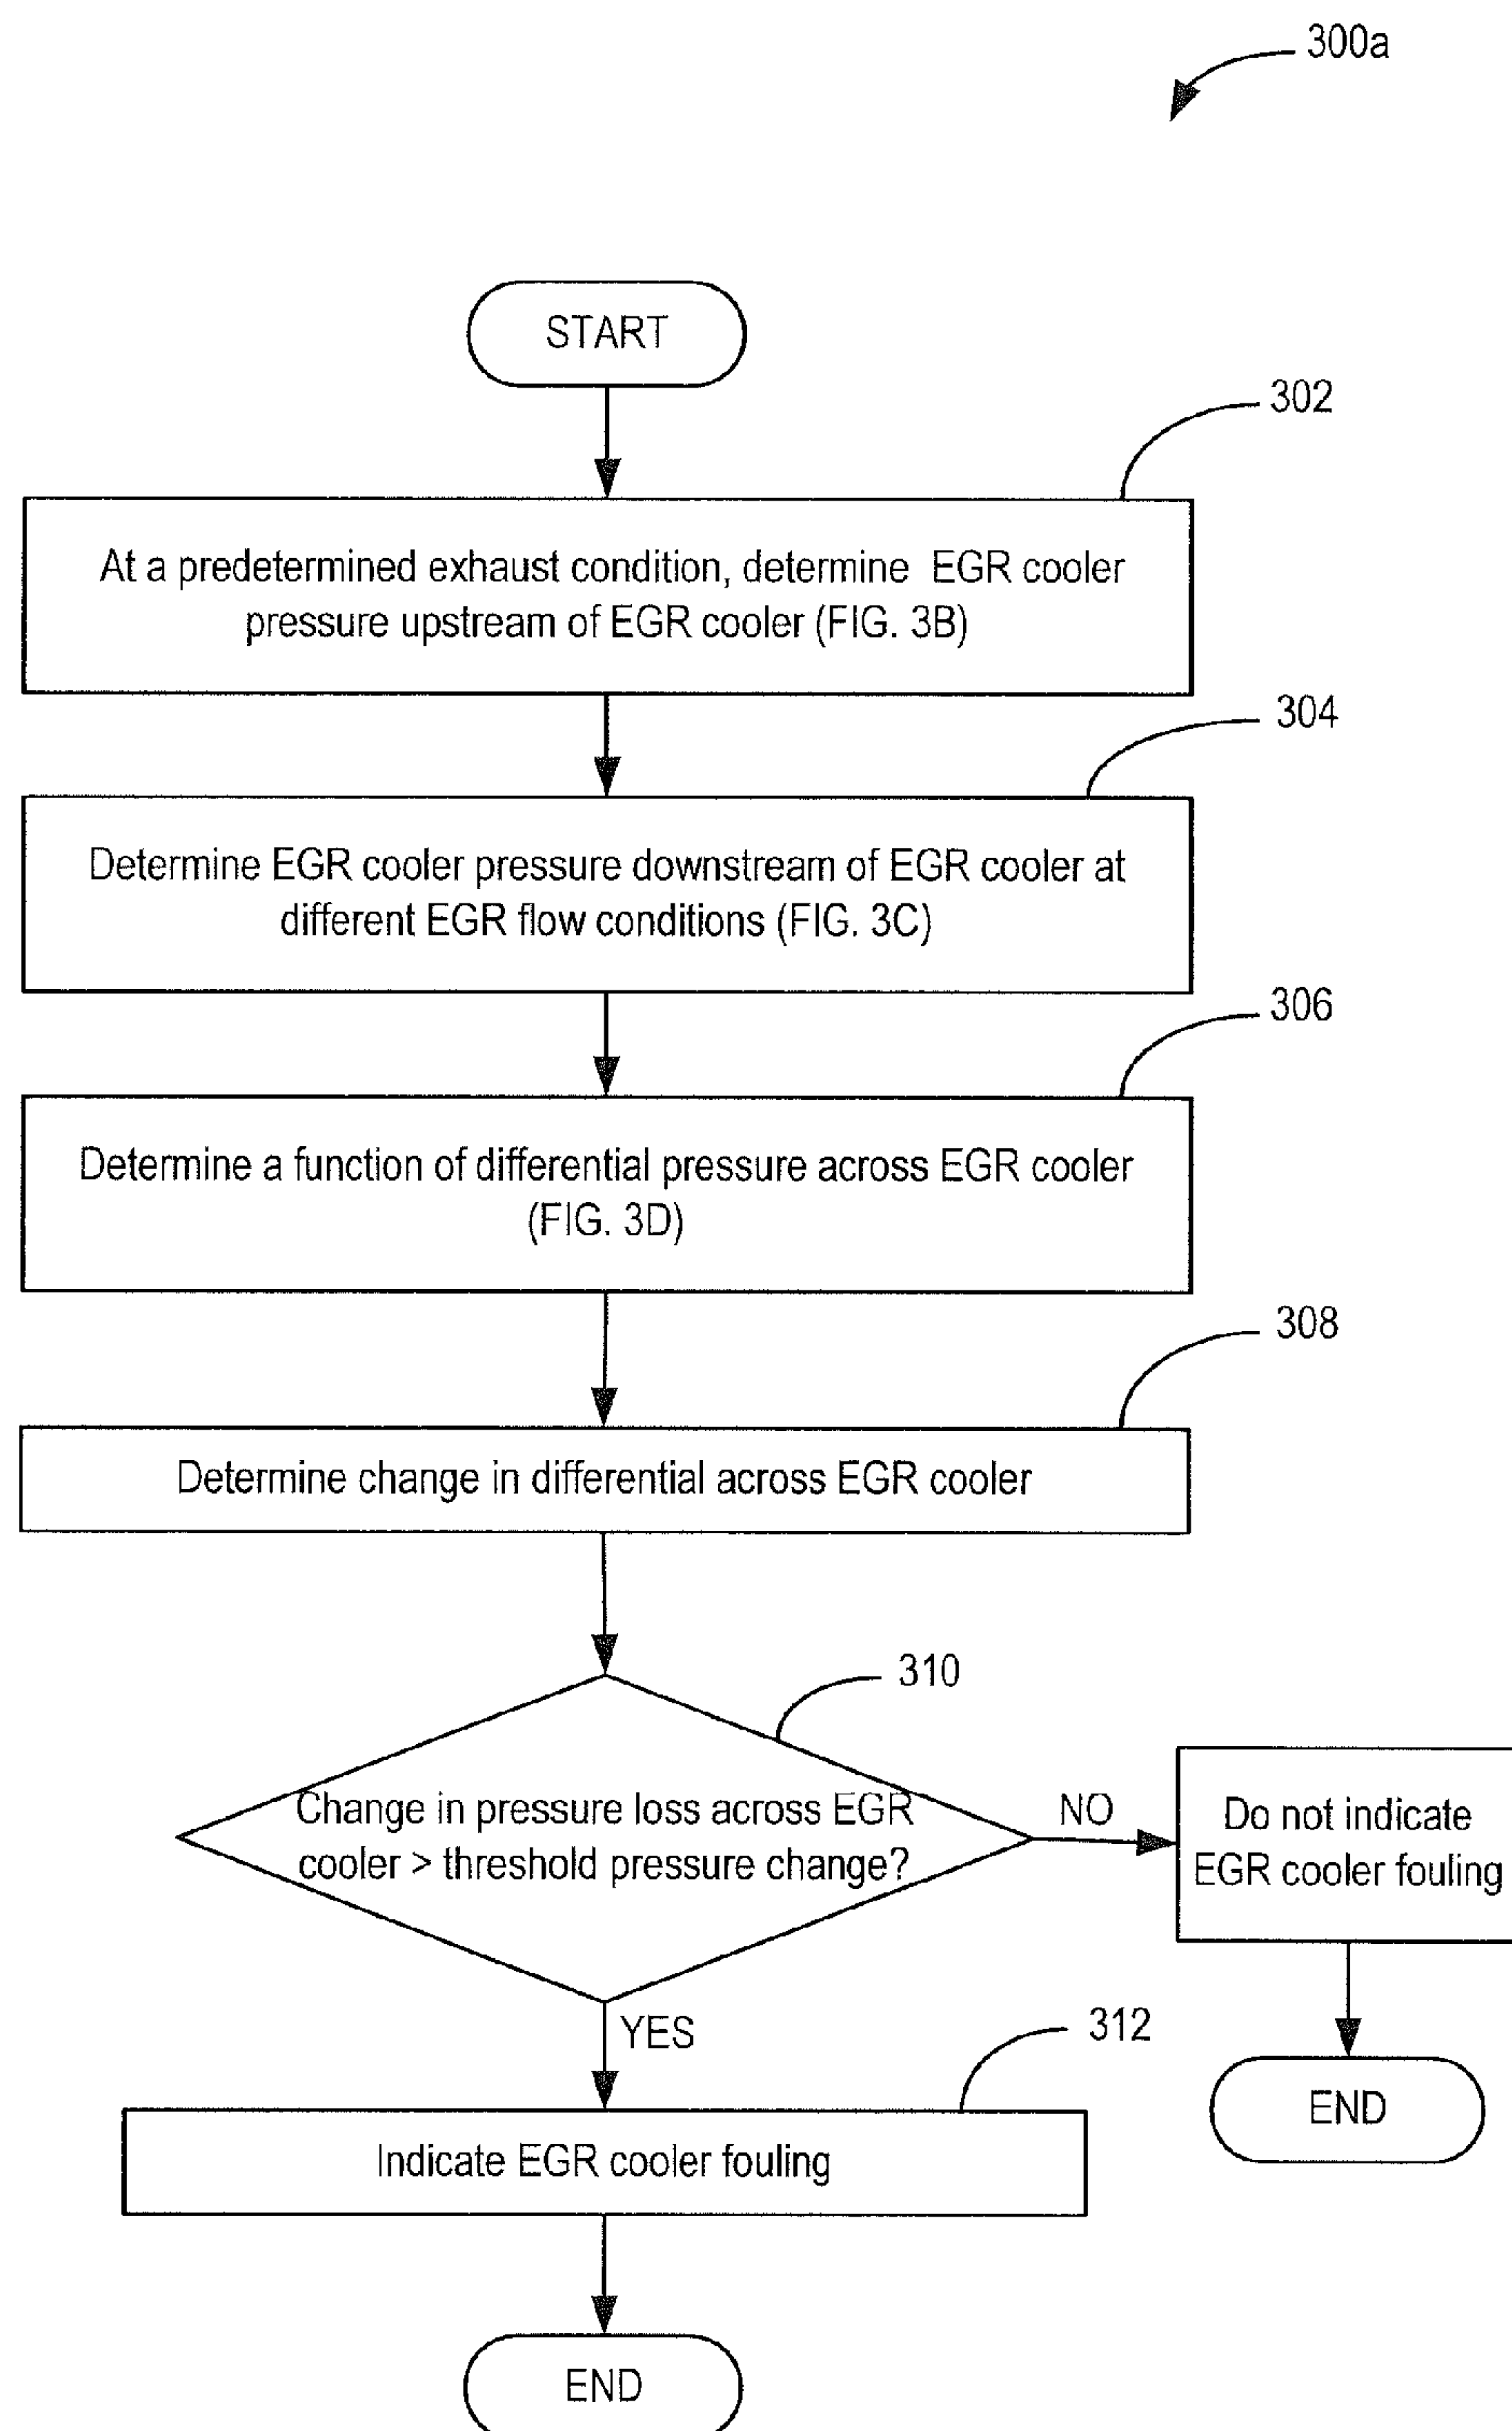 300a
START
302
At a predetermined exhaust condition, determine EGR cooler
pressure upstream of EGR cooler (FIG. 3B)
304
Determine EGR cooler pressure downstream of EGR cooler at
different EGR flow conditions (FIG. 3C)
306
Determine a function of differential pressure across EGR cooler
(FIG. 3D)
308
Determine change in differential across EGR cooler
310
Change in pressure loss across EGR
cooler > threshold pressure change?
NO
Do not indicate
EGR cooler fouling
YES
312
END
Indicate EGR cooler fouling
END